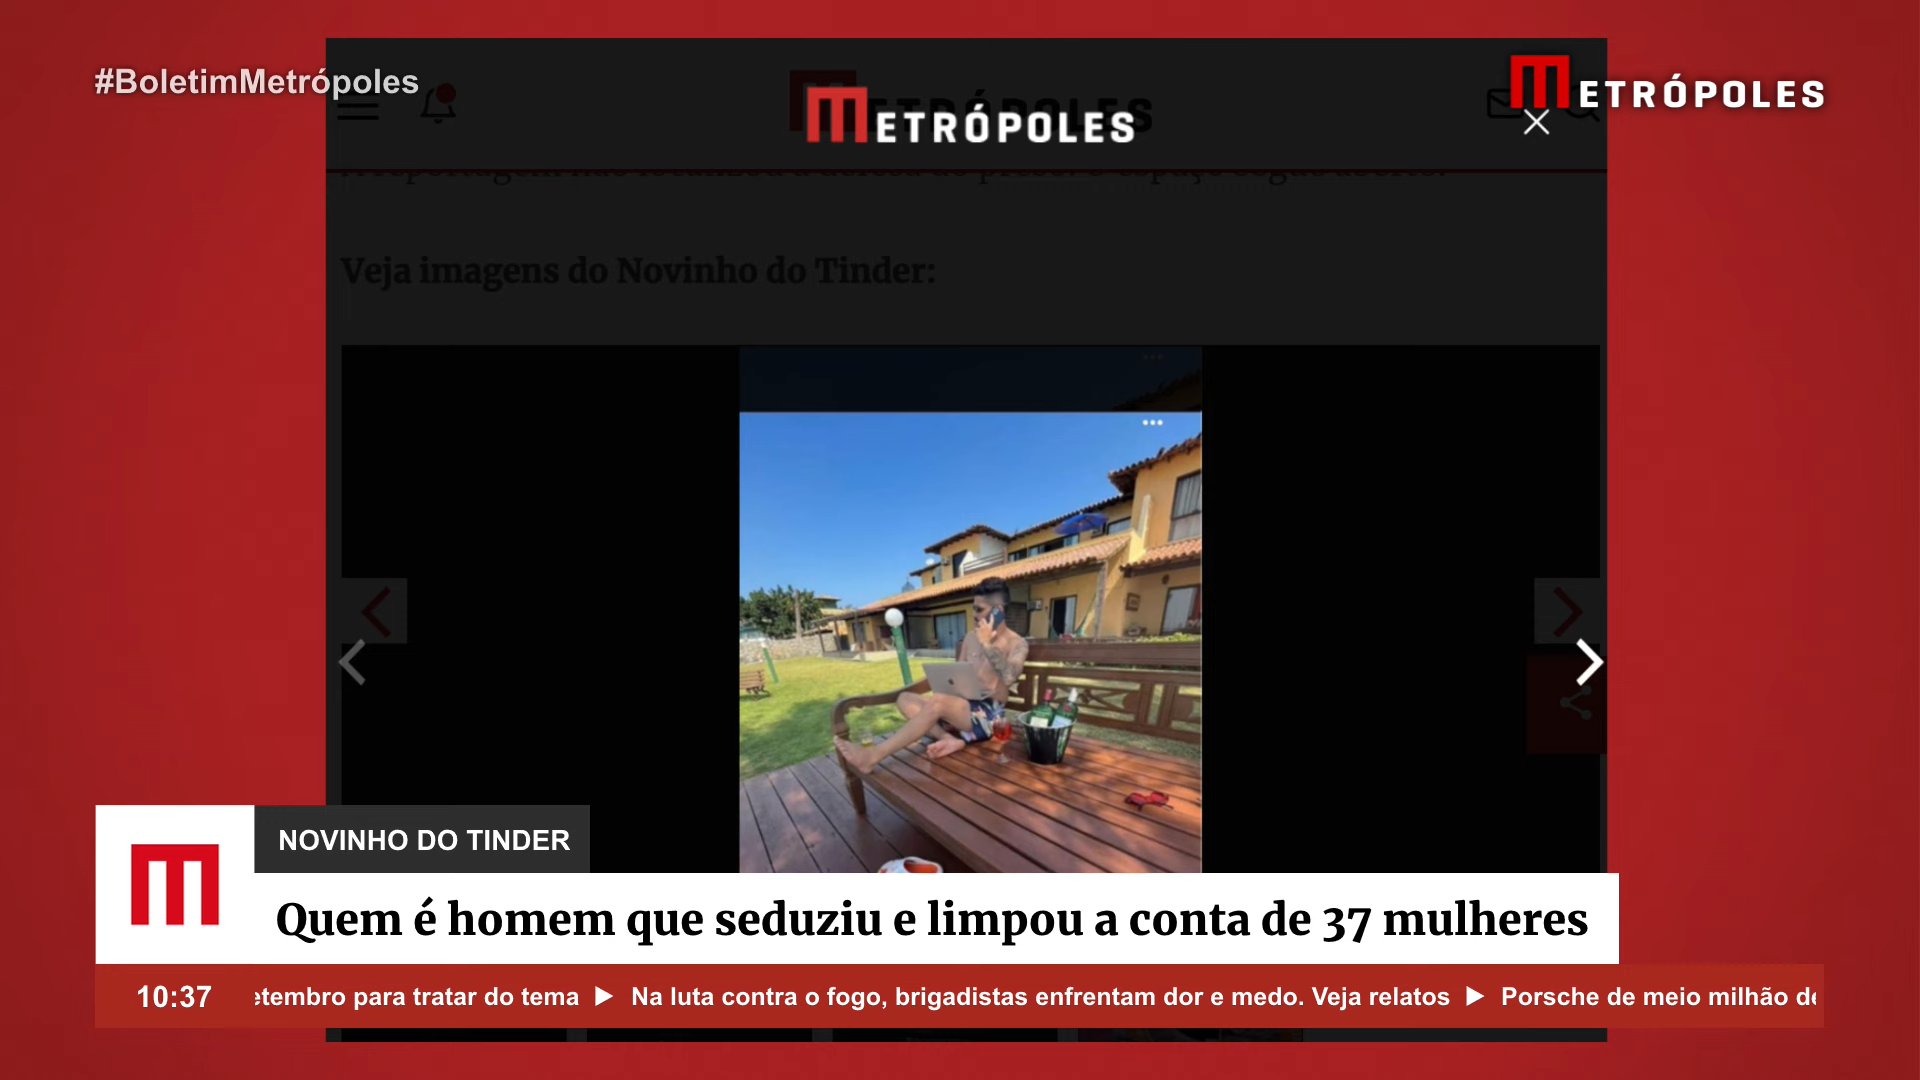 #BoletimMetrópoles
METRÓPOLES
METRÓPOLES
Veja imagens do Novinho do Tinder:
NOVINHO DO TINDER
Quem é homem que seduziu e limpou a conta de 37 mulheres
10:37 etembro para tratar do tema ▶ Na luta contra o fogo, brigadistas enfrentam dor e medo. Veja relatos ▶ Porsche de meio milhão de